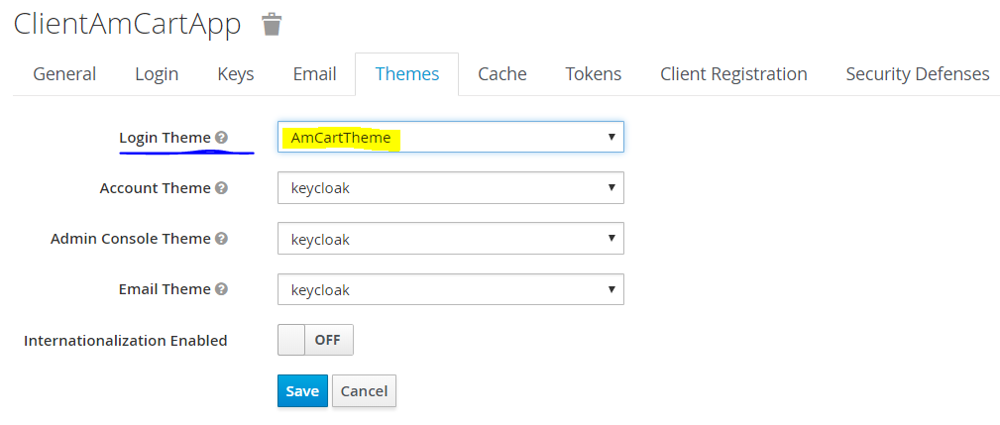 ClientAmCartApp
General Login Keys Email Themes Cache Tokens Client Registration Security Defenses
Login Theme ? AmCartTheme
Account Theme ? keycloak
Admin Console Theme ? keycloak
Email Theme ? keycloak
Internationalization Enabled OFF
Save Cancel